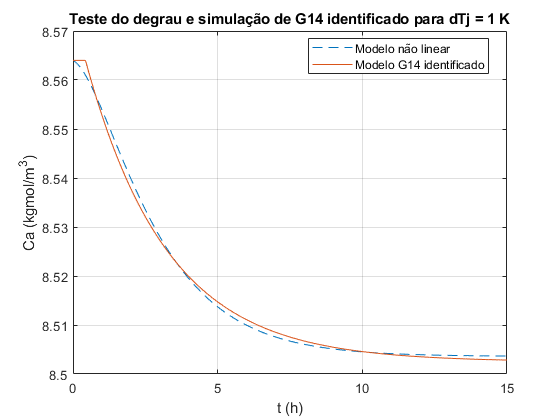 Teste do degrau e simulação de G14 identificado para dTj = 1 K
8.57
Modelo não linear
Modelo G14 identificado
8.56
8.55
8.54
Ca (kgmol/m³)
8.53
8.52
8.51
8.5
0 5 10 15
t (h)